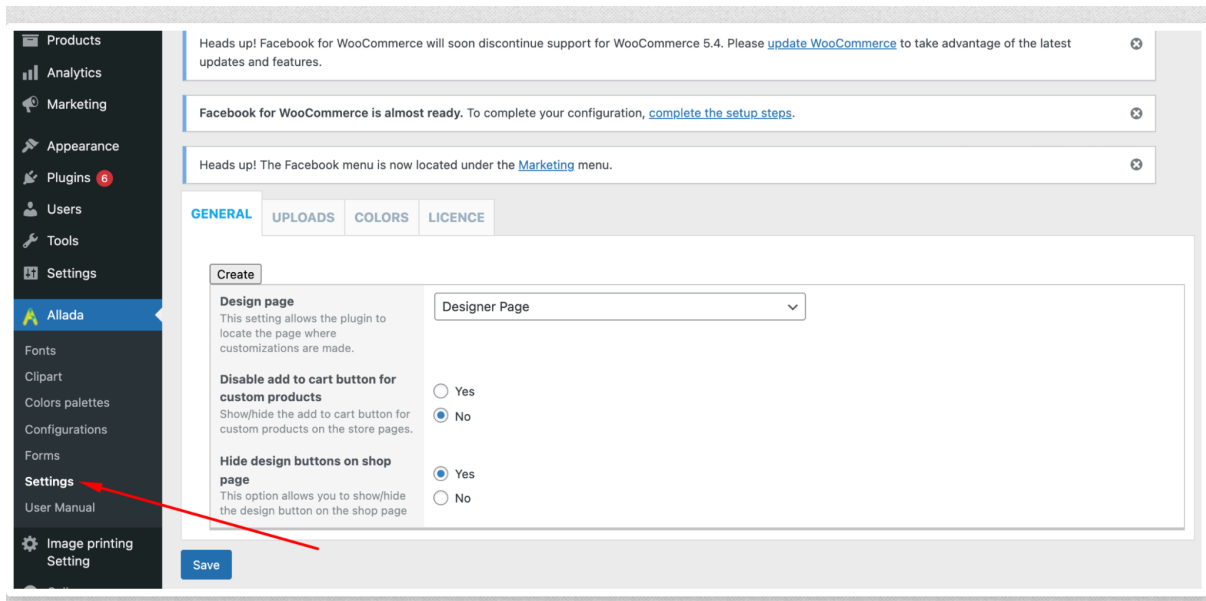 Products
Analytics
Marketing
Appearance
Plugins 6
Users
Tools
Settings
Allada
Fonts
Clipart
Colors palettes
Configurations
Forms
Settings
User Manual
Image printing
Setting
Heads up! Facebook for WooCommerce will soon discontinue support for WooCommerce 5.4. Please update WooCommerce to take advantage of the latest
updates and features.
Facebook for WooCommerce is almost ready. To complete your configuration, complete the setup steps.
Heads up! The Facebook menu is now located under the Marketing menu.
GENERAL UPLOADS COLORS LICENCE
Create
Design page
This setting allows the plugin to
locate the page where
customizations are made.
Designer Page
Disable add to cart button for
custom products
Show/hide the add to cart button for
custom products on the store pages.
Yes
No
Hide design buttons on shop
page
This option allows you to show/hide
the design button on the shop page
Yes
No
Save